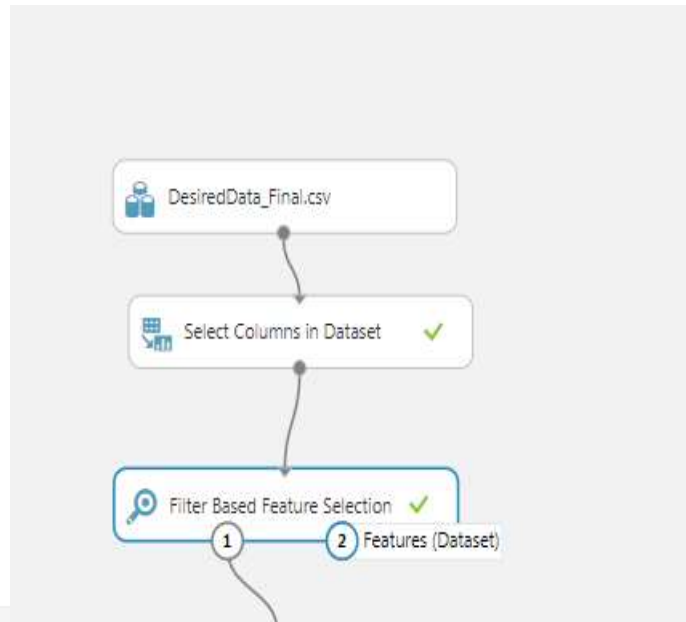 DesiredData_Final.csv
Select Columns in Dataset
Filter Based Feature Selection
1
2 Features (Dataset)